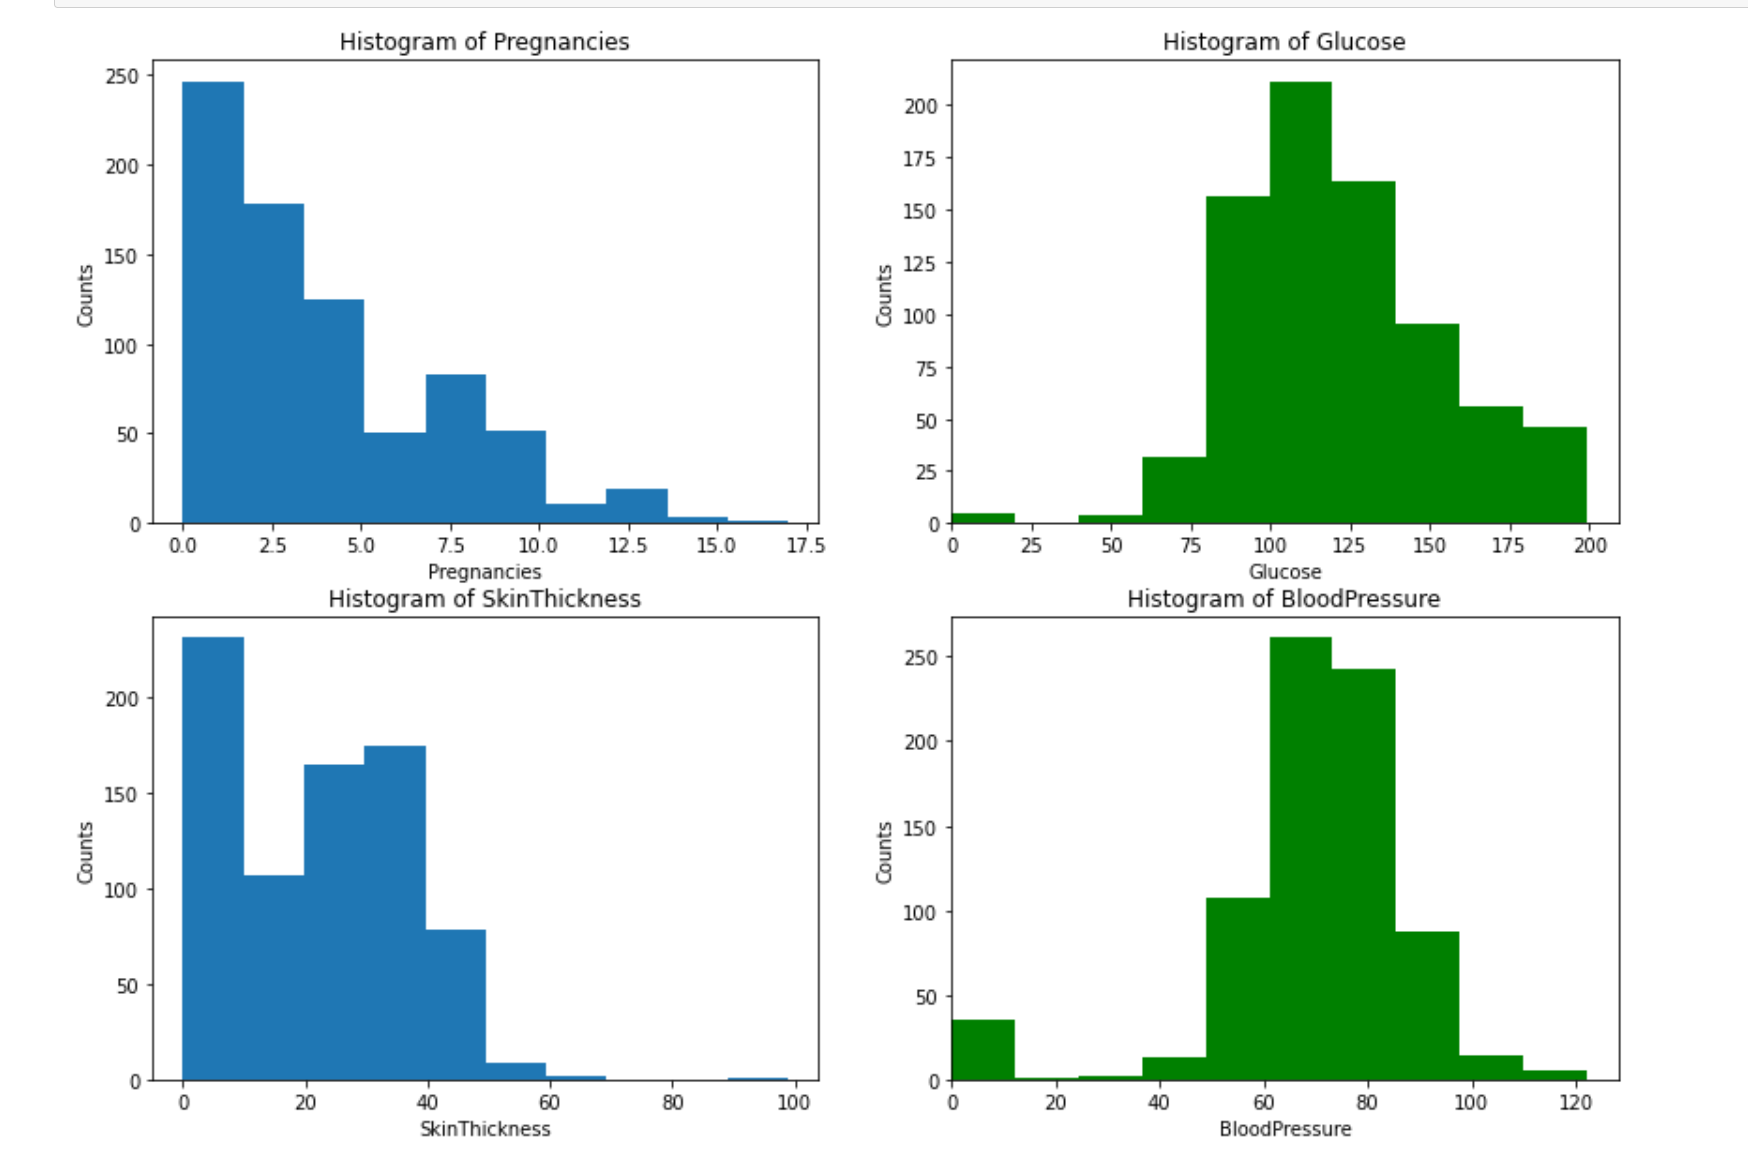 Histogram of Pregnancies
250
200
150
100
50
0
Counts
0.0 2.5 5.0 7.5 10.0 12.5 15.0 17.5
Pregnancies
Histogram of Glucose
200
175
150
125
100
75
50
25
0
Counts
0 25 50 75 100 125 150 175 200
Glucose
Histogram of SkinThickness
200
150
100
50
0
Counts
0 20 40 60 80 100
SkinThickness
Histogram of BloodPressure
250
200
150
100
50
0
Counts
0 20 40 60 80 100 120
BloodPressure